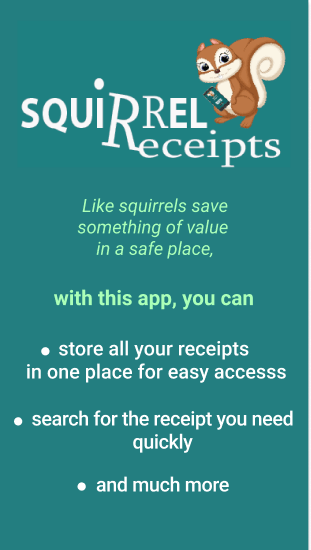 SQUIRREL
Receipts
Like squirrels save
something of value
in a safe place,
with this app, you can
• store all your receipts
in one place for easy accesss
• search for the receipt you need
quickly
• and much more